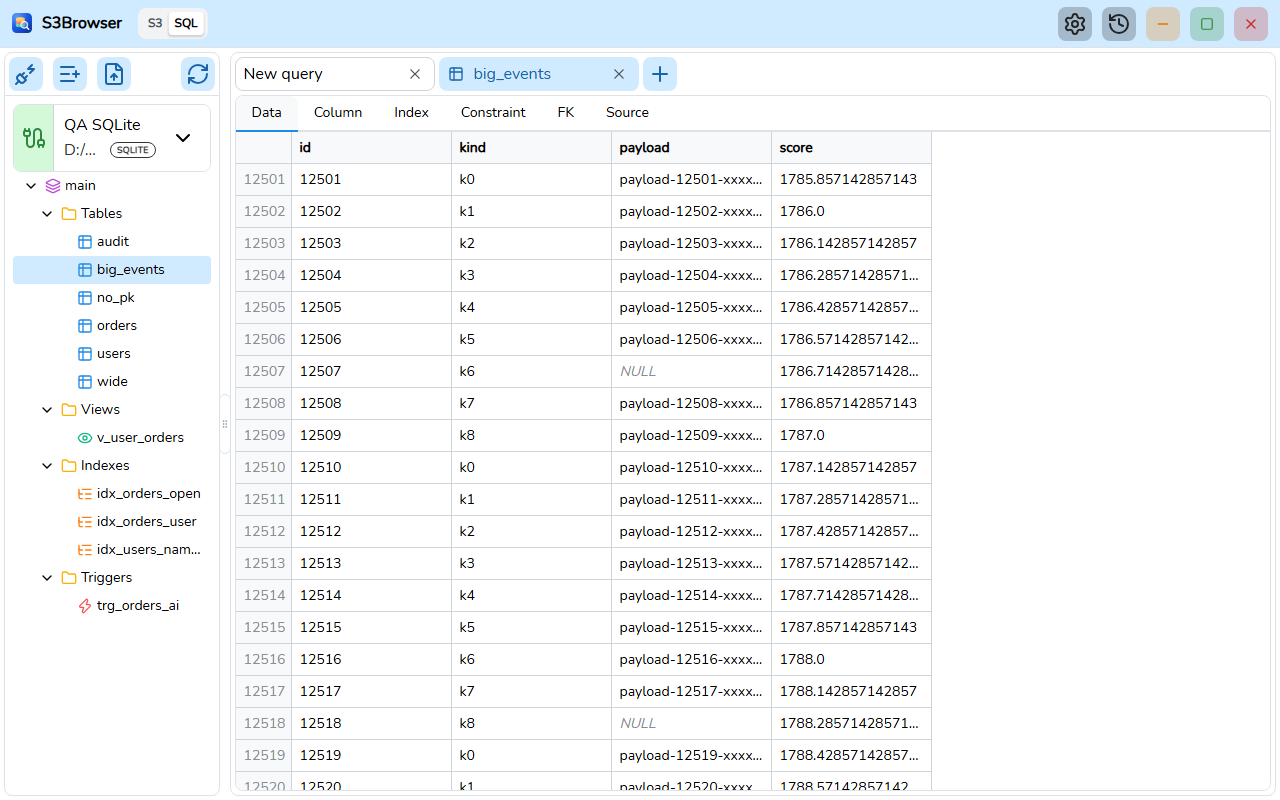 S3Browser
S3 SQL
QA SQLite
D:/... SQLITE
main
Tables
audit
big_events
no_pk
orders
users
wide
Views
v_user_orders
Indexes
idx_orders_open
idx_orders_user
idx_users_nam...
Triggers
trg_orders_ai
New query
big_events
Data Column Index Constraint FK Source
id kind payload score
12501 12501 k0 payload-12501-xxxx... 1785.857142857143
12502 12502 k1 payload-12502-xxxx... 1786.0
12503 12503 k2 payload-12503-xxxx... 1786.142857142857
12504 12504 k3 payload-12504-xxxx... 1786.28571428571...
12505 12505 k4 payload-12505-xxxx... 1786.42857142857...
12506 12506 k5 payload-12506-xxxx... 1786.57142857142...
12507 12507 k6 NULL 1786.71428571428...
12508 12508 k7 payload-12508-xxxx... 1786.857142857143
12509 12509 k8 payload-12509-xxxx... 1787.0
12510 12510 k0 payload-12510-xxxx... 1787.142857142857
12511 12511 k1 payload-12511-xxxx... 1787.28571428571...
12512 12512 k2 payload-12512-xxxx... 1787.42857142857...
12513 12513 k3 payload-12513-xxxx... 1787.57142857142...
12514 12514 k4 payload-12514-xxxx... 1787.71428571428...
12515 12515 k5 payload-12515-xxxx... 1787.857142857143
12516 12516 k6 payload-12516-xxxx... 1788.0
12517 12517 k7 payload-12517-xxxx... 1788.142857142857
12518 12518 k8 NULL 1788.28571428571...
12519 12519 k0 payload-12519-xxxx... 1788.42857142857...
12520 12520 k1 payload-12520-xxxx... 1788.57142857142...